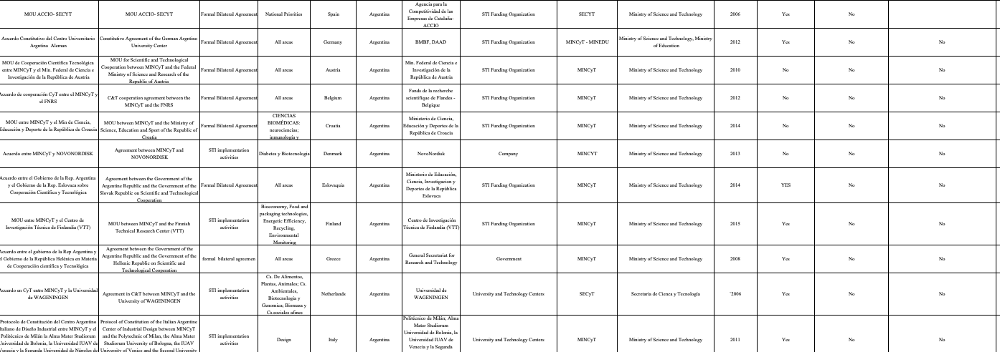 MOU ACCIO- SECYT
MOU ACCIO- SECYT
Formal Bilateral Agreement
National Priorities
Spain
Argentina
Agencia para la
Competitividad de las
Empresas de Cataluña-
ACCIO
STI Funding Organization
SECYT
Ministry of Science and Technology
2006
Yes
No
Acuerdo Constitutivo del Centro Universitario
Argntino Aleman
Constitutive Agreement of the German Argntino
University Center
Formal Bilateral Agreement
All areas
Germany
Argentina
BMBF, DAAD
STI Funding Organization
MINCyT - MINEDU
Ministry of Science and Technology, Ministry
of Education
2012
Yes
No
No
MOU de Cooperación Científica Tecnológica
entre MINCyT y el Min. Federal de Ciencia e
Investigación de la República de Austria
MOU for Scientific and Technological
Cooperation between MINCyT and the Federal
Ministry of Science and Research of the
Republic of Austria
Formal Bilateral Agreement
All areas
Austria
Argentina
Min. Federal de Ciencia e
Investigación de la
República de Austria
STI Funding Organization
MINCyT
Ministry of Science and Technology
2010
No
No
No
Acuerdo de cooperación CyT entre el MINCyT y
el FNRS
C&T cooperation agreement between the
MINCyT and the FNRS
Formal Bilateral Agreement
All areas
Belgium
Argentina
Fonds de la recherche
scientifique de Flandes -
Belgique
STI Funding Organization
MINCyT
Ministry of Science and Technology
2012
No
No
No
MOU entre MINCyT y el Min de Ciencia,
Educación y Deporte de la República de Croacia
MOU between MINCyT and the Ministry of
Science, Education and Sport of the Republic of
Croatia
Formal Bilateral Agreement
CIENCIAS
BIOMÉDICAS:
neurociencias;
inmunología y
Croatia
Argentina
Ministerio de Ciencia,
Educación y Deportes de la
República de Croacia
STI Funding Organization
MINCyT
Ministry of Science and Technology
2014
No
No
No
Acuerdo entre MINCyT y NOVONORDISK
Agreement between MINCyT and
NOVONORDISK
STI implementation
activities
Diabetes y Biotecnologia
Denmark
Argentina
NovoNordisk
Company
MINCYT
Ministry of Science and Technology
2013
No
No
No
Acuerdo entre el Gobierno de la Rep. Argentina
y el Gobierno de la Rep. Eslovaca sobre
Cooperación Científica y Tecnológica
Agreement between the Government of the
Argentine Republic and the Government of the
Slovak Republic on Scientific and Technological
Cooperation
Formal Bilateral Agreement
All areas
Eslovaquia
Argentina
Ministerio de Educación,
Ciencia, Investigacion y
Deportes de la República
Eslovaca
STI Funding Organization
MINCyT
Ministry of Science and Technology
2014
YES
No
No
MOU entre MINCyT y el Centro de
Investigación Técnica de Finlandia (VTT)
MOU between MINCyT and the Finnish
Technical Research Center (VTT)
STI implementation
activities
Bioeconomy, Food and
packaging technologies,
Energetic Efficiency,
Recycling,
Environmental
Monitoring
Finland
Argentina
Centro de Investigación
Técnica de Finlandia (VTT)
STI Funding Organization
MINCyT
Ministry of Science and Technology
2015
Yes
No
No
Acuerdo entre el gobierno de la Rep Argentina y
el Gobierno de la República Helénica en Materia
de Cooperación científica y Tecnológica
Agreement between the Government of the
Argentine Republic and the Government of the
Hellenic Republic on Scientific and
Technological Cooperation
formal bilateral agreemen
All areas
Greece
Argentina
General Secretariat for
Research and Technology
Government
MINCyT
Ministry of Science and Technology
2008
Yes
No
No
Acuerdo en CyT entre MINCyT y la Universidad
de WAGENINGEN
Agreement in C&T between MINCyT and the
University of WAGENINGEN
STI implementation
activities
Cs. De Alimentos,
Plantas, Animales; Cs.
Ambientales,
Biotecnología y
Genomica; Biomasa y
Cs.sociales afines
Netherlands
Argentina
Universidad de
WAGENINGEN
University and Technology Centers
SECyT
Secretaria de Cienca y Tecnología
'2006
Yes
No
No
Protocolo de Constitución del Centro Argentino
Italiano de Diseño Industrial entre MINCyT y el
Politécnico de Milán la Alma Mater Studiorum
Universidad de Bolonia, la Universidad IUAV de
Venecia y la Segunda Universidad de Nápoles de
Protocol of Constitution of the Italian Argentine
Center of Industrial Design between MINCyT
and the Polytechnic of Milan, the Alma Mater
Studiorum University of Bologna, the IUAV
University of Venice and the Second University
STI implementation
activities
Design
Italy
Argentina
Politécnico de Milán; Alma
Mater Studiorum
Universidad de Bolonia, la
Universidad IUAV de
Venecia y la Segunda
University and Technology Centers
MINCyT
Ministry of Science and Technology
2011
Yes
No
No